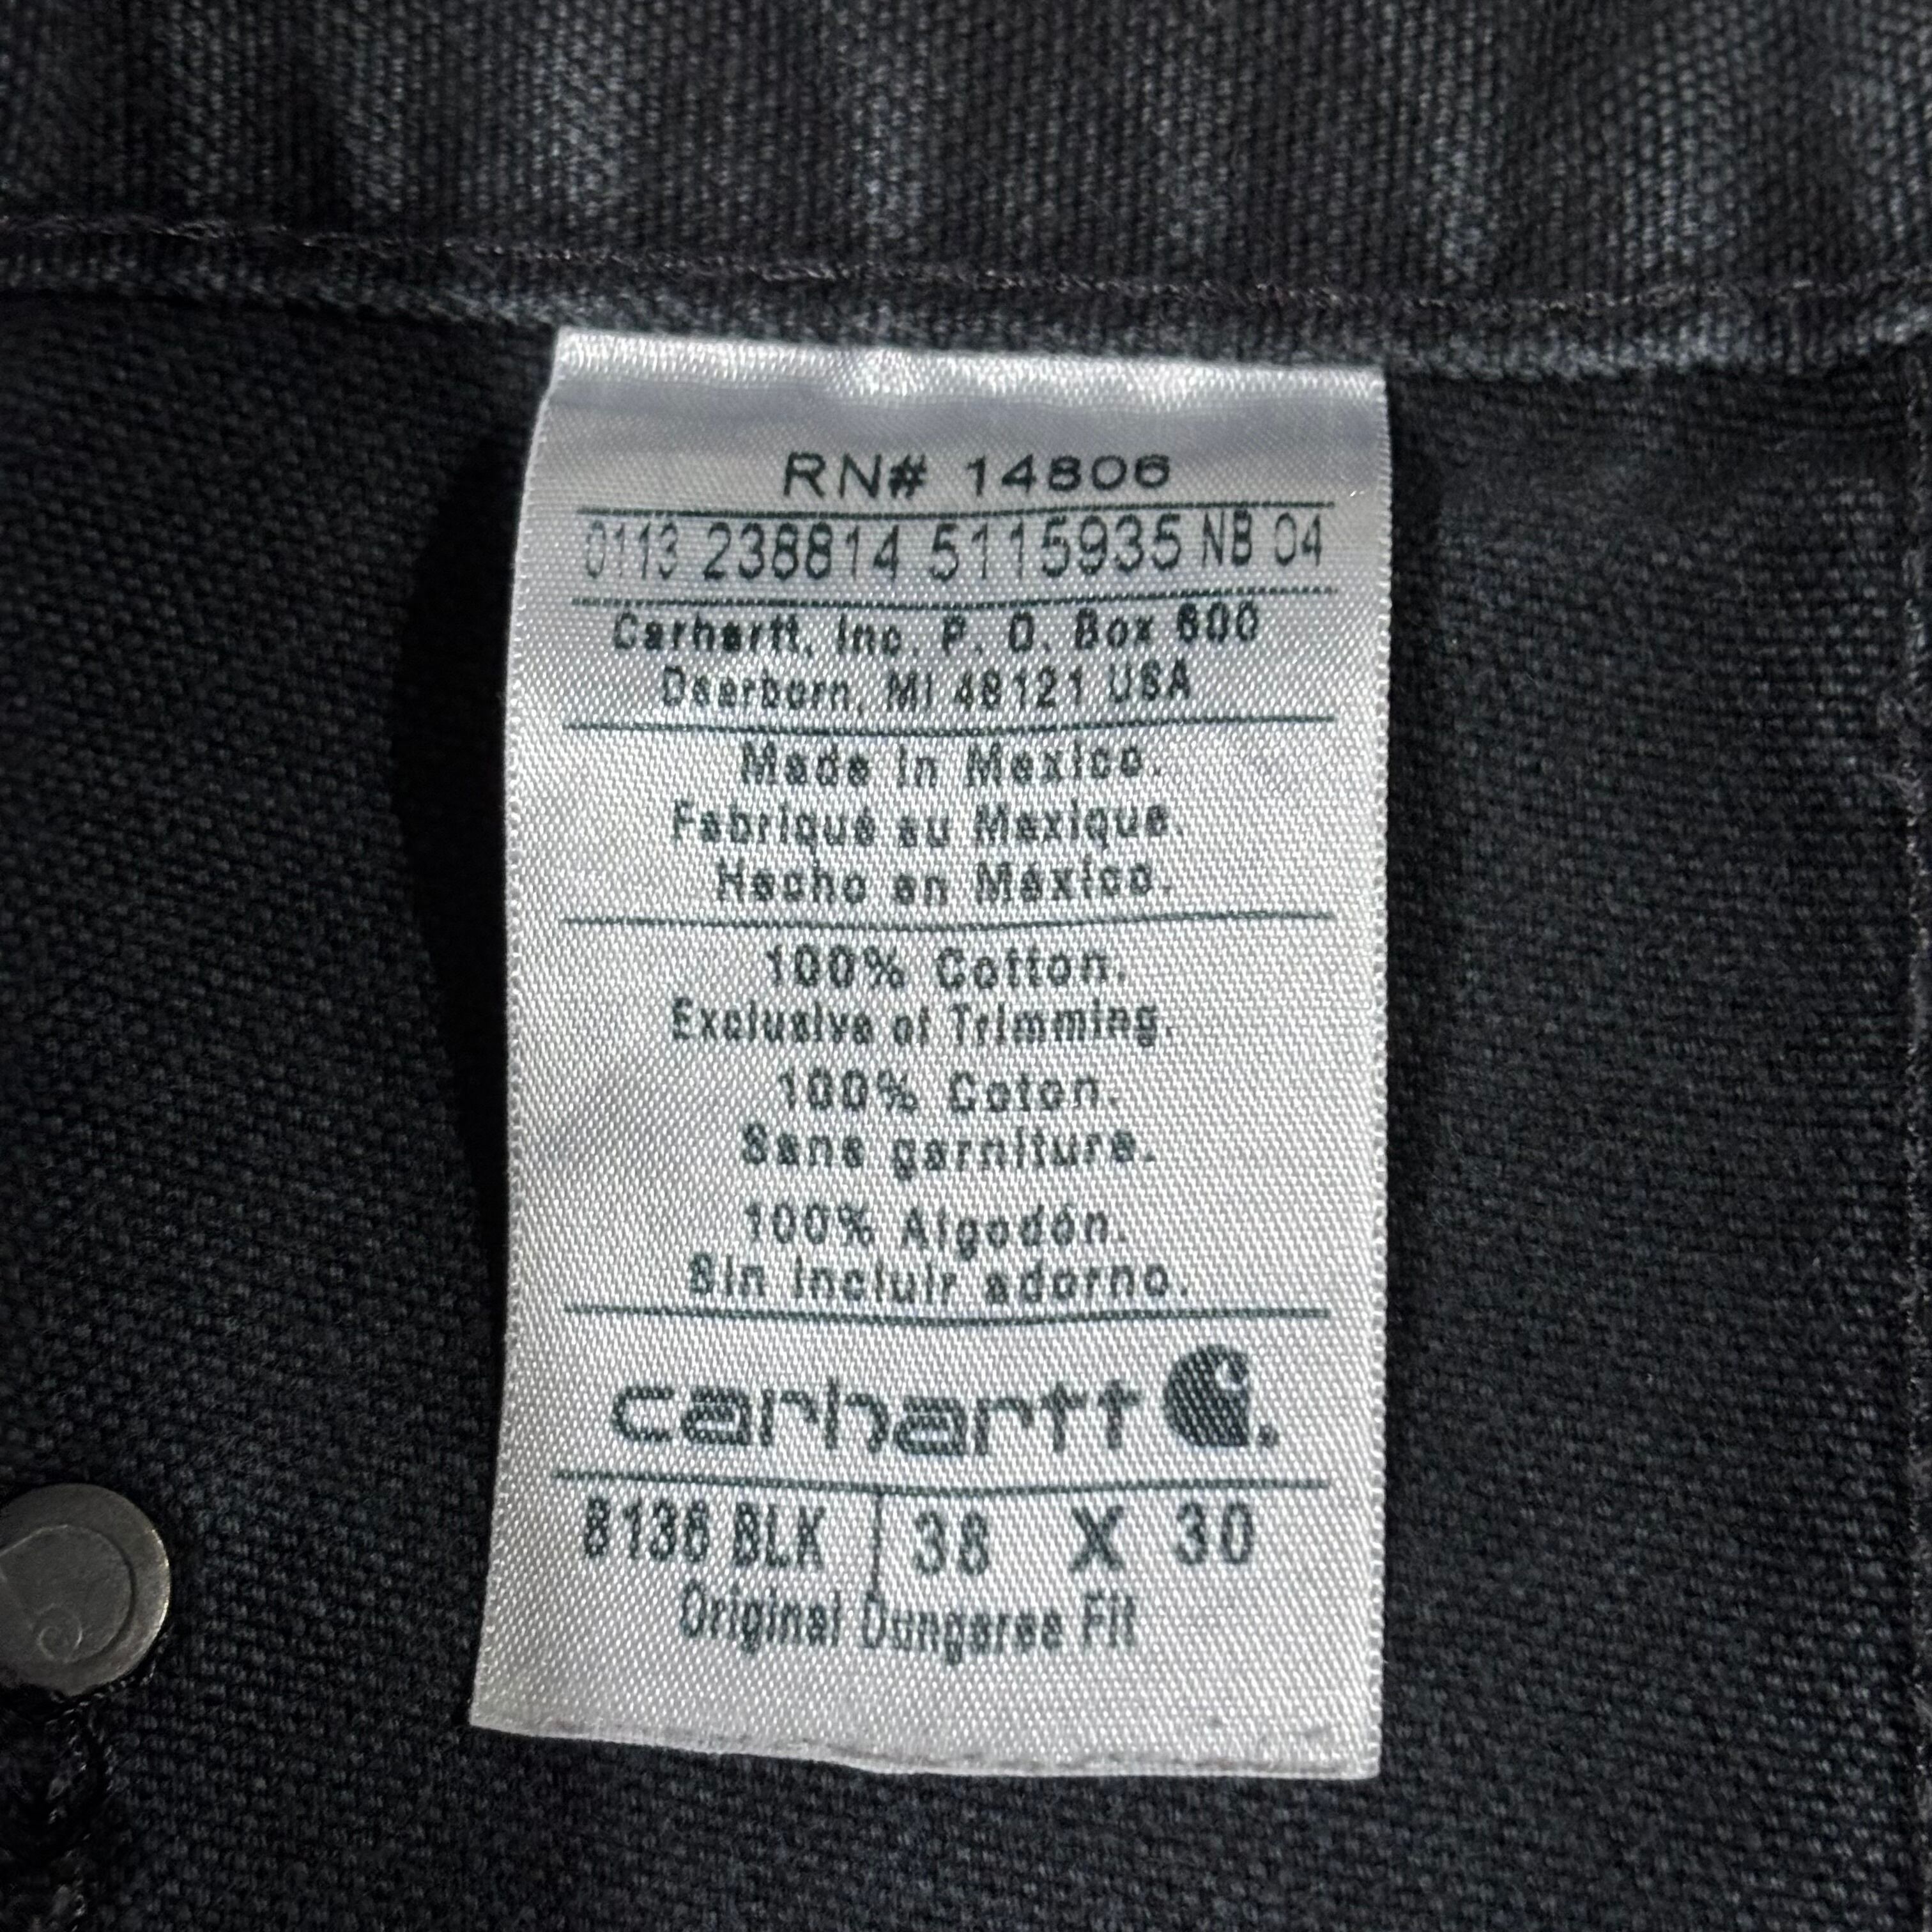 RN# 14806
0113 238814 5115935 NB 04
Carhartt, Inc. P. O. Box 600
Dearborn, MI 48121 USA
Made in Mexico.
Fabriqué au Mexique.
Hecho en México.
100% Cotton.
Exclusive of Trimming.
100% Coton.
Sans garniture.
100% Algodón.
Sin incluir adorno.
carhartt
B136 BLK 38 X 30
Original Dungaree Fit